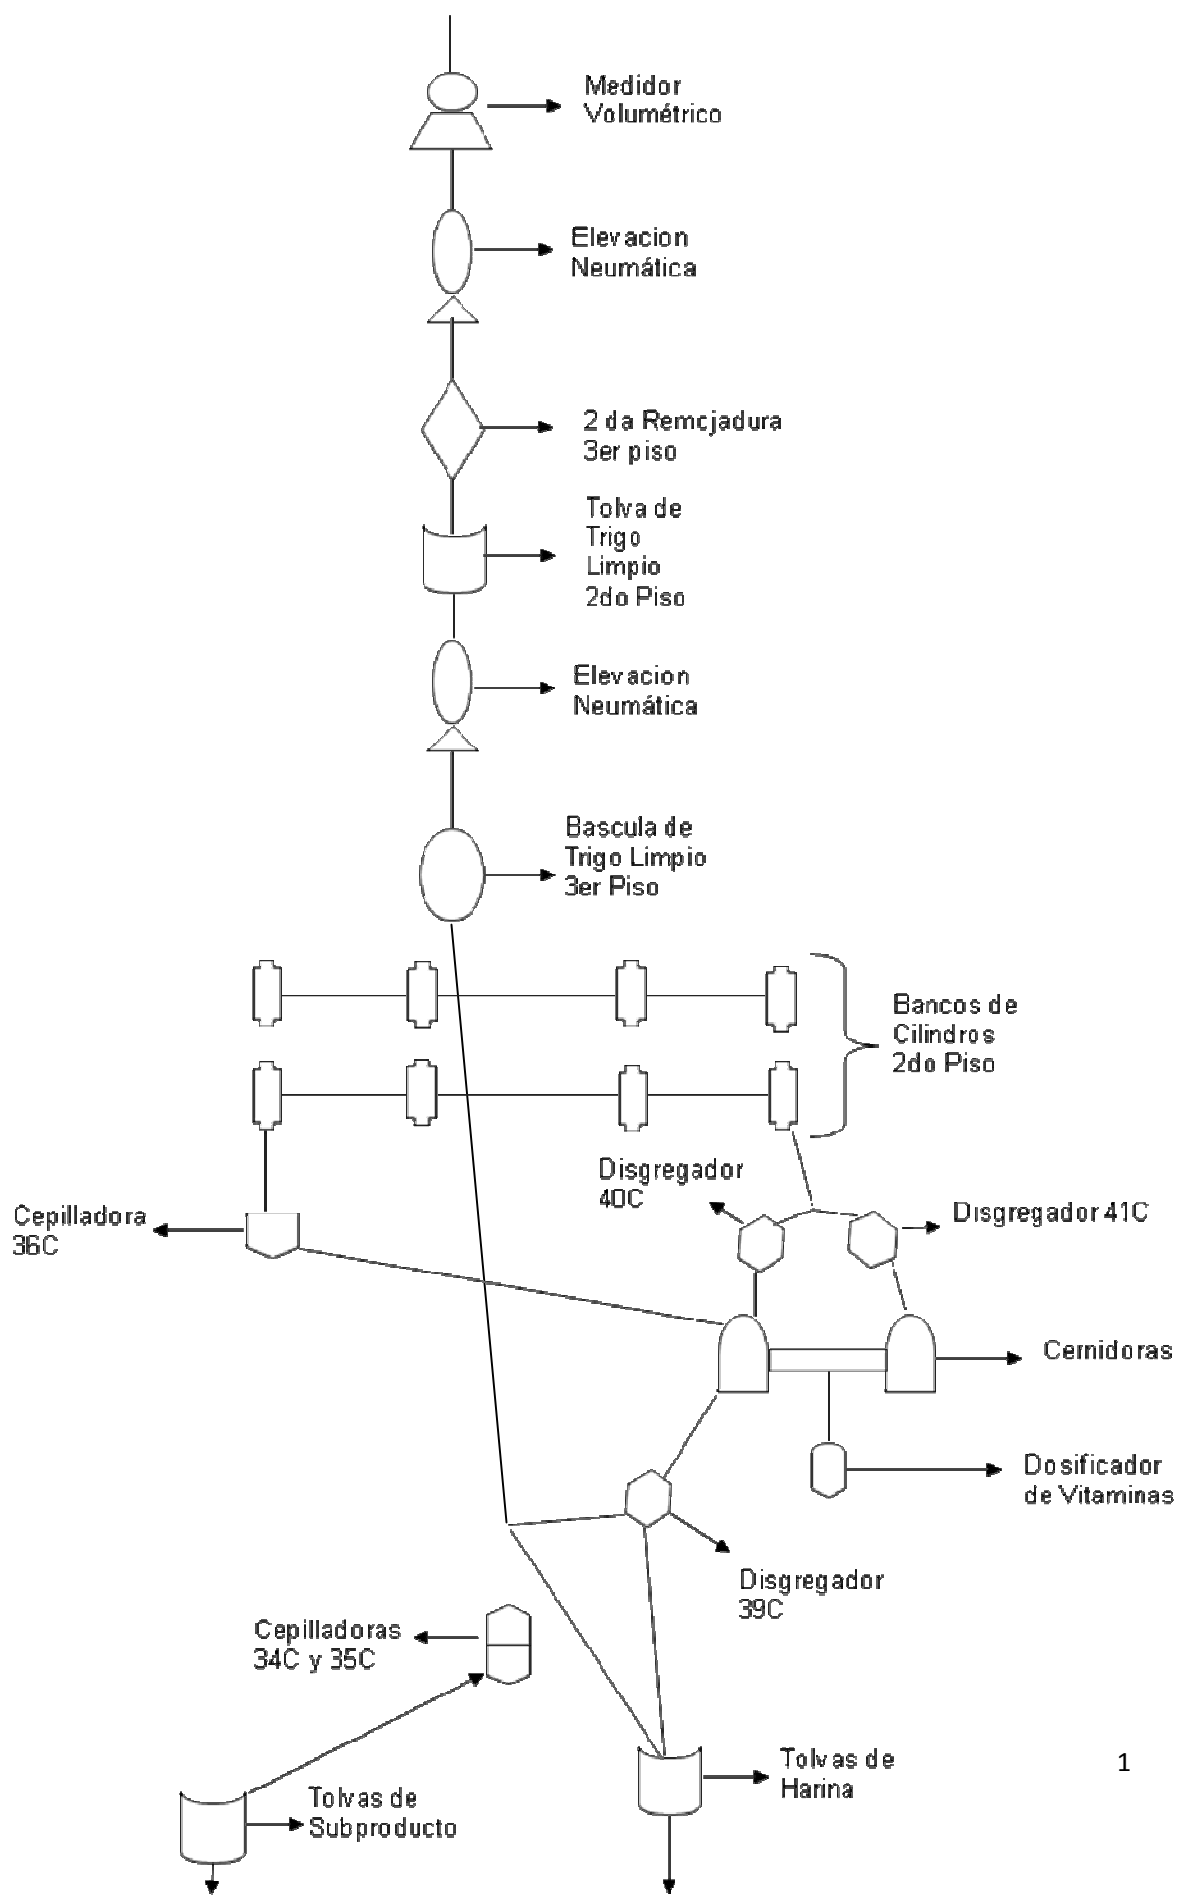 Medidor
Volumétrico
Elevacion
Neumática
2 da Remojadura
3er piso
Tolva de
Trigo
Limpio
2do Piso
Elevacion
Neumática
Bascula de
Trigo Limpio
3er Piso
Bancos de
Cilindros
2do Piso
Disgregador
40C
Disgregador 41C
Cepilladora
36C
Cernidoras
Dosificador
de Vitaminas
Disgregador
39C
Cepilladoras
34C y 35C
Tolvas de
Harina
1
Tolvas de
Subproducto